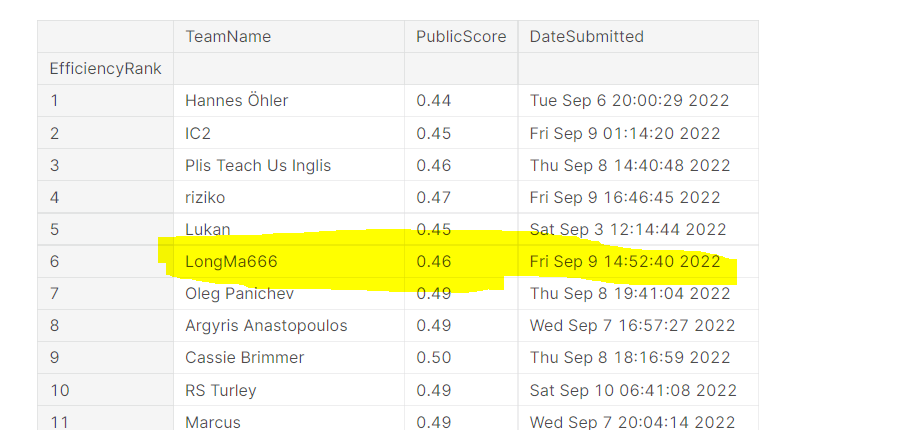 TeamName PublicScore DateSubmitted
EfficiencyRank
1 Hannes Öhler 0.44 Tue Sep 6 20:00:29 2022
2 IC2 0.45 Fri Sep 9 01:14:20 2022
3 Plis Teach Us Inglis 0.46 Thu Sep 8 14:40:48 2022
4 riziko 0.47 Fri Sep 9 16:46:45 2022
5 Lukan 0.45 Sat Sep 3 12:14:44 2022
6 LongMa666 0.46 Fri Sep 9 14:52:40 2022
7 Oleg Panichev 0.49 Thu Sep 8 19:41:04 2022
8 Argyris Anastopoulos 0.49 Wed Sep 7 16:57:27 2022
9 Cassie Brimmer 0.50 Thu Sep 8 18:16:59 2022
10 RS Turley 0.49 Sat Sep 10 06:41:08 2022
11 Marcus 0.49 Wed Sep 7 20:04:14 2022